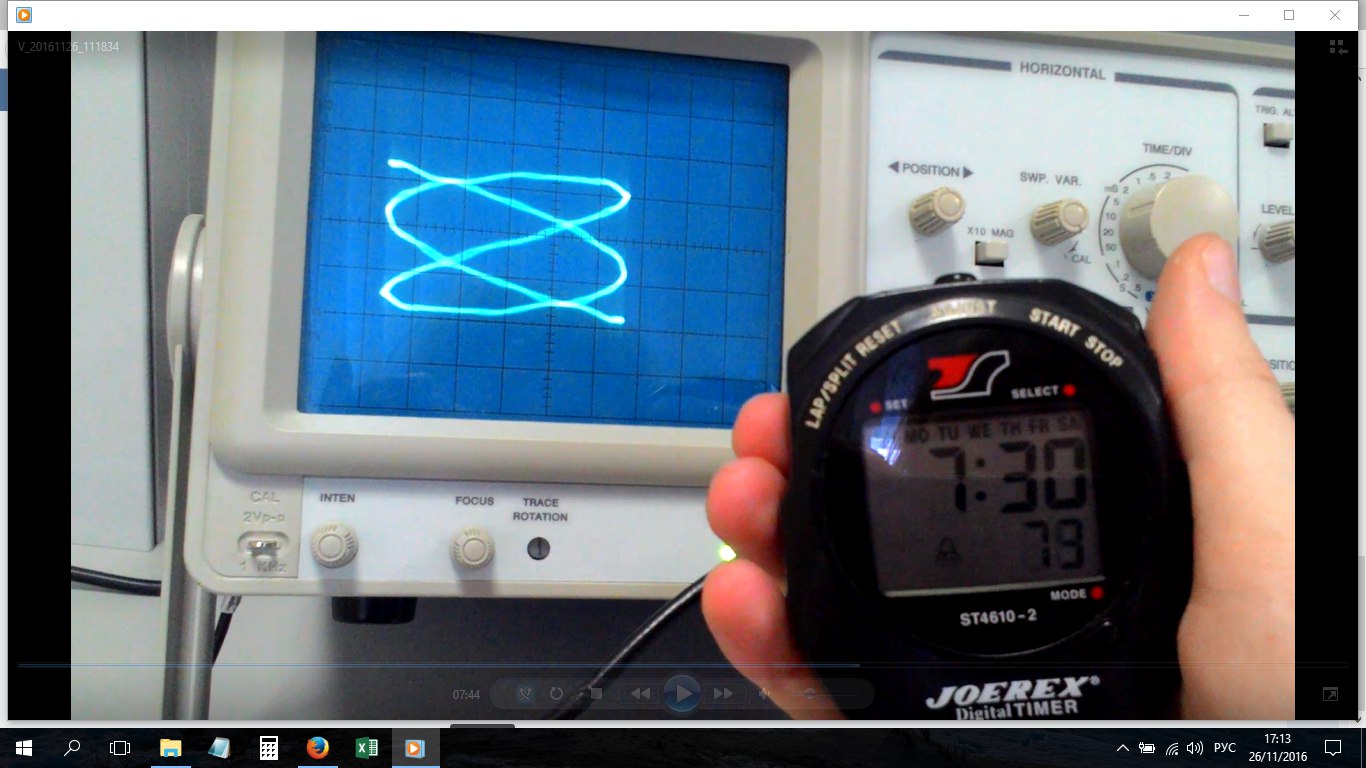 V_20161126_111834
HORIZONTAL
TRIG. AL
TIME/DIV
◀ POSITION ▶
SWP. VAR.
mS 2 1 .5 .2
5
10
20
50
.1
.2
S .5
LEVEL
X10 MAG
CAL
START STOP
LAP/SPLIT RESET
SELECT
SET
MO TU WE TH FR SA
7:30
79
MODE
ST4610-2
JOEREX®
Digital TIMER
CAL
2Vp-p
1 KHz
INTEN
FOCUS
TRACE
ROTATION
07:44
РУС
17:13
26/11/2016